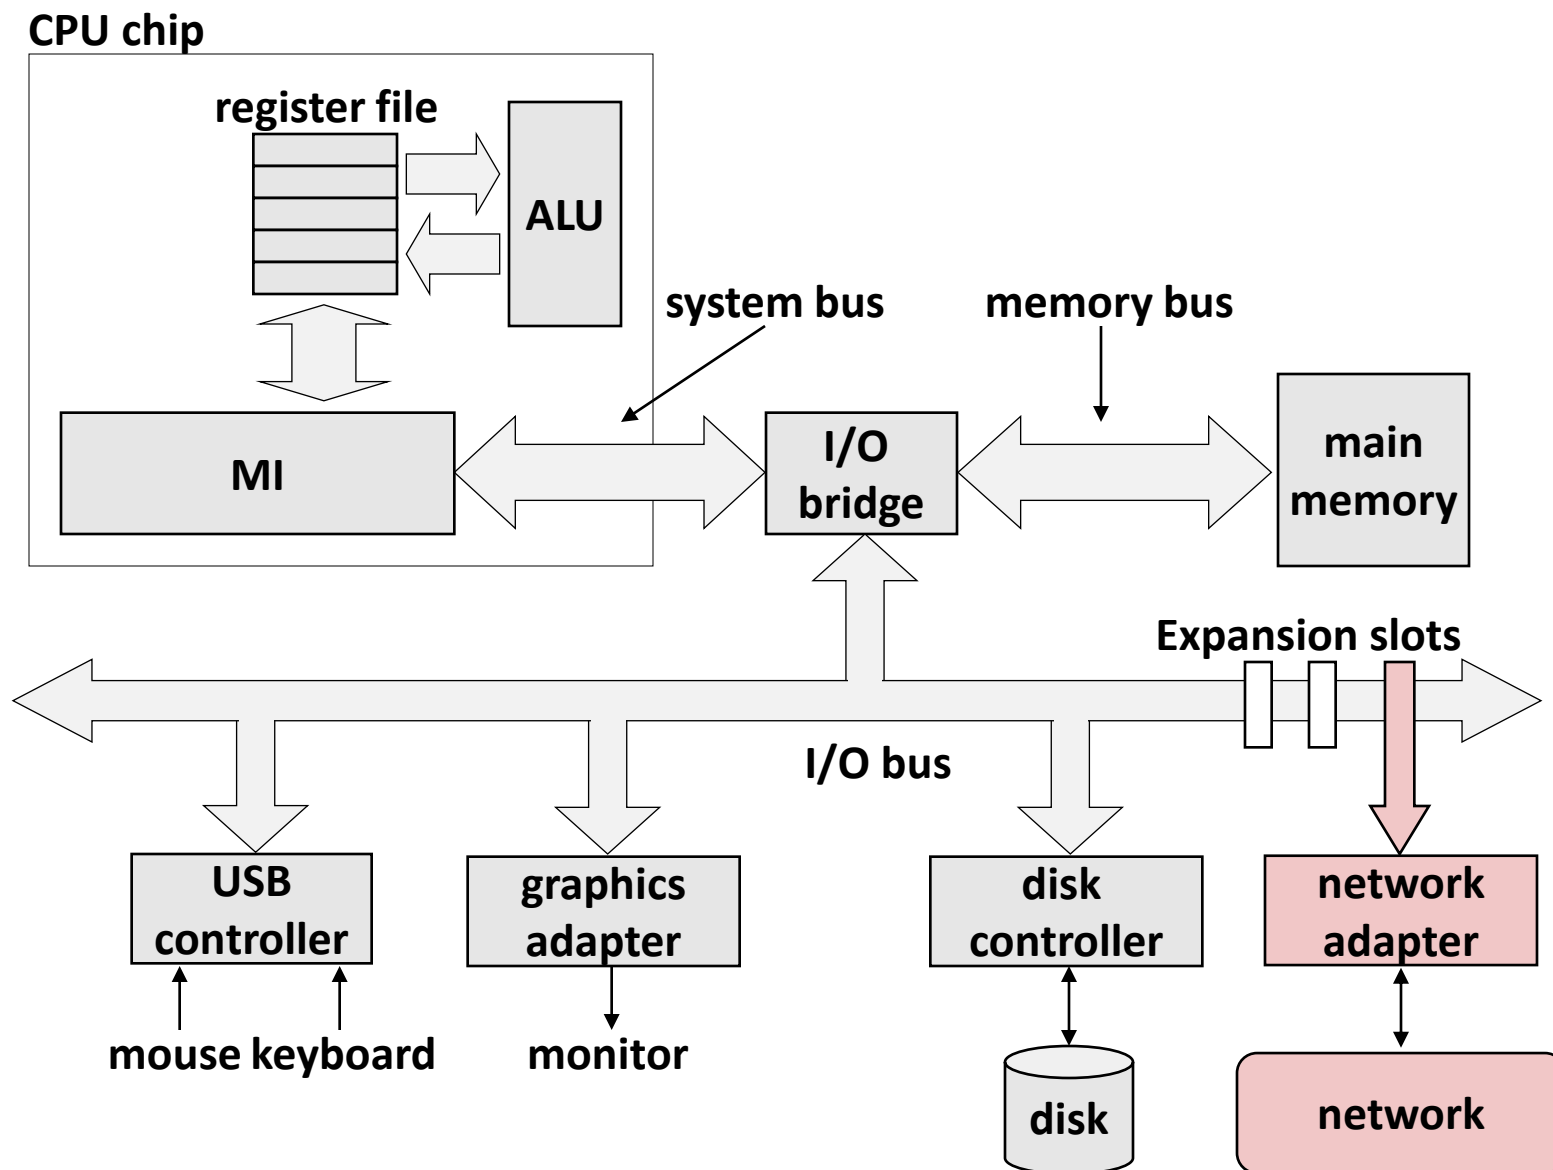 CPU chip
register file
ALU
system bus
memory bus
MI
I/O
bridge
main
memory
Expansion slots
I/O bus
USB
controller
graphics
adapter
disk
controller
network
adapter
mouse keyboard
monitor
disk
network